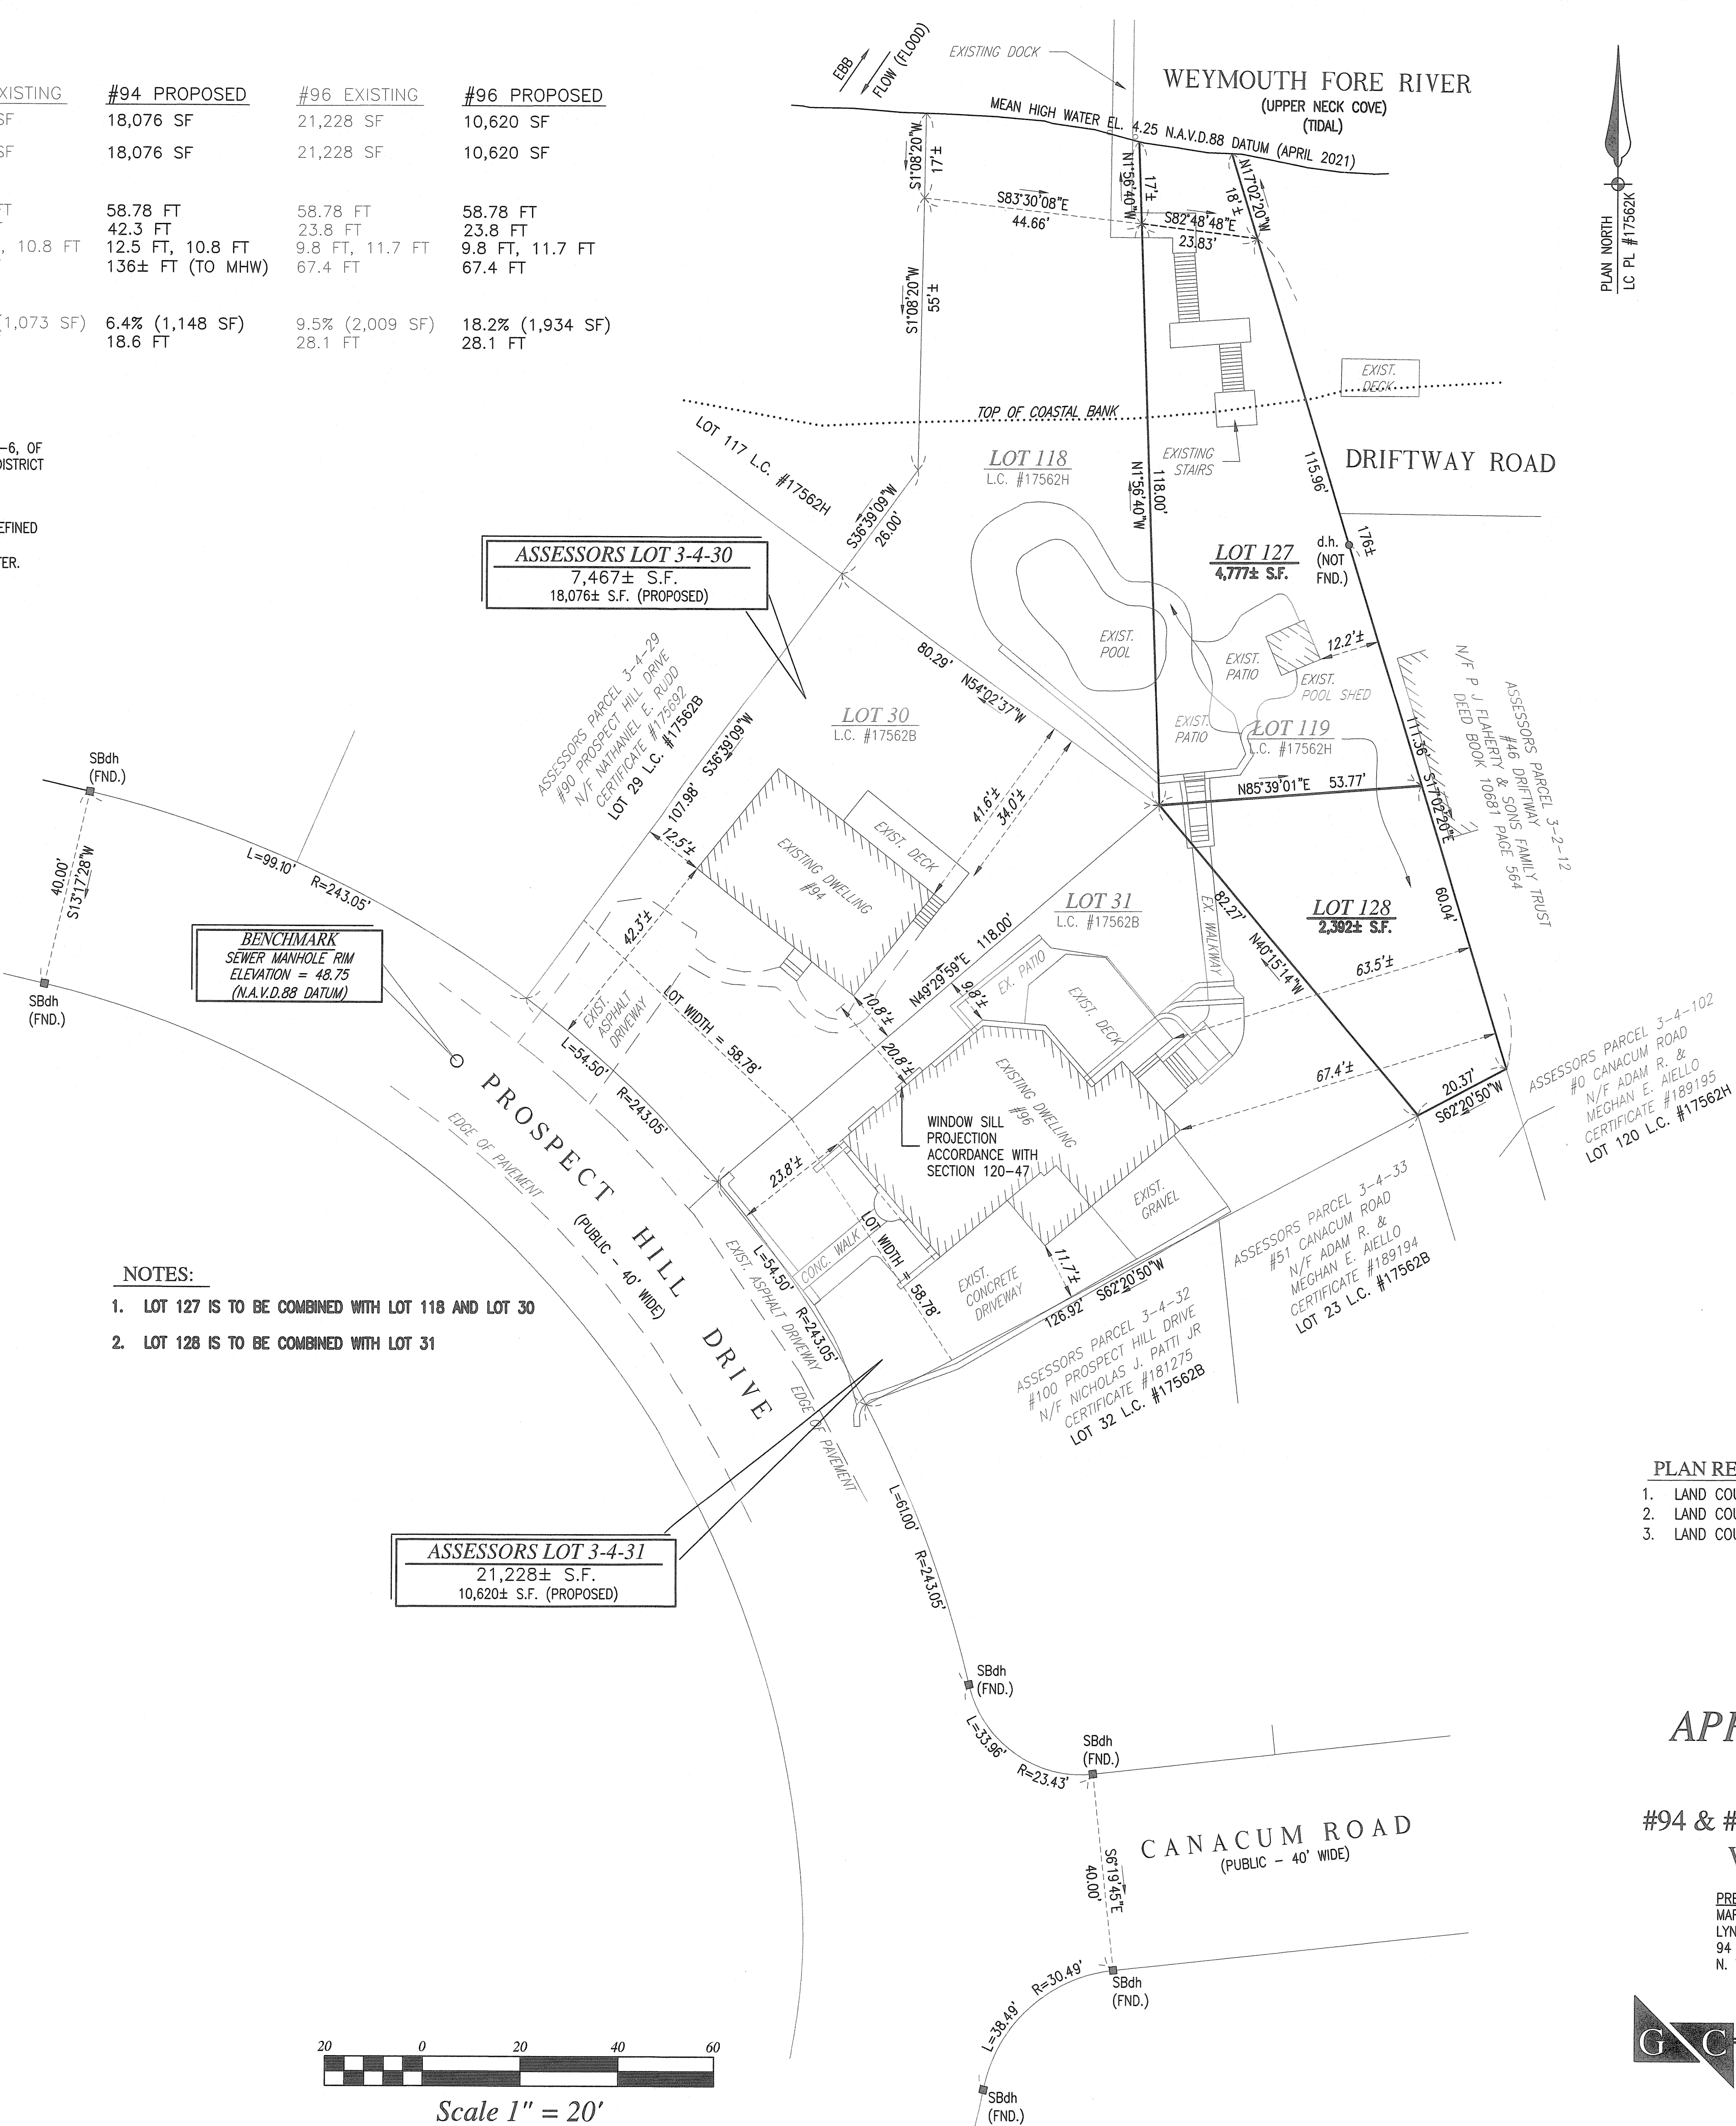 XISTING #94 PROPOSED #96 EXISTING #96 PROPOSED
SF 18,076 SF 21,228 SF 10,620 SF
SF 18,076 SF 21,228 SF 10,620 SF
FT 58.78 FT 58.78 FT 58.78 FT
42.3 FT 23.8 FT 23.8 FT
, 10.8 FT 12.5 FT, 10.8 FT 9.8 FT, 11.7 FT 9.8 FT, 11.7 FT
136± FT (TO MHW) 67.4 FT 67.4 FT
(1,073 SF) 6.4% (1,148 SF) 9.5% (2,009 SF) 18.2% (1,934 SF)
18.6 FT 28.1 FT 28.1 FT
-6, OF
DISTRICT
EFINED
TER.
EBB
FLOW (FLOOD)
EXISTING DOCK
WEYMOUTH FORE RIVER
(UPPER NECK COVE)
(TIDAL)
MEAN HIGH WATER EL. 4.25 N.A.V.D.88 DATUM (APRIL 2021)
PLAN NORTH
LC PL #17562K
S1°08'20"W
17'±
S83°30'08"E
44.66'
N1°56'40"W
17'±
S82°48'48"E
23.83'
N17°02'20"W
18'±
S1°08'20"W
55'±
EXIST.
DECK
TOP OF COASTAL BANK
LOT 117 L.C. #17562H
LOT 118
L.C. #17562H
EXISTING
STAIRS
DRIFTWAY ROAD
115.96'
N1°56'40"W
118.00'
S36°39'09"W
26.00'
LOT 127
4,777± S.F.
d.h.
(NOT
FND.)
176±
ASSESSORS LOT 3-4-30
7,467± S.F.
18,076± S.F. (PROPOSED)
EXIST.
POOL
EXIST.
PATIO
12.2'±
EXIST.
POOL SHED
EXIST.
PATIO
LOT 119
L.C. #17562H
80.29'
N54°02'37"W
ASSESSORS PARCEL 3-4-29
#90 PROSPECT HILL DRIVE
N/F NATHANIEL E. RUDD
CERTIFICATE #175692
LOT 29 L.C. #17562B
107.98'
S36°39'09"W
LOT 30
L.C. #17562B
ASSESSORS PARCEL 3-2-12
#46 DRIFTWAY
N/F P J FLAHERTY & SONS FAMILY TRUST
DEED BOOK 10681 PAGE 564
111.36'
S17°02'20"E
N85°39'01"E
53.77'
SBdh
(FND.)
40.00'
S13°17'28"W
L=99.10'
R=243.05'
SBdh
(FND.)
12.5'±
EXISTING DWELLING
#94
EXIST. DECK
41.6'±
34.0'±
42.3'±
BENCHMARK
SEWER MANHOLE RIM
ELEVATION = 48.75
(N.A.V.D.88 DATUM)
LOT 31
L.C. #17562B
EX. WALKWAY
82.27'
N40°15'14"W
LOT 128
2,392± S.F.
60.04'
63.5'±
N49°29'59"E
118.00'
EXIST.
ASPHALT
DRIVEWAY
LOT WIDTH = 58.78'
10.8'±
20.8'±
9.8'±
EX. PATIO
EXIST. DECK
L=54.50'
R=243.05'
67.4'±
20.37'
S62°20'50"W
ASSESSORS PARCEL 3-4-102
#0 CANACUM ROAD
N/F ADAM R. &
MEGHAN E. AIELLO
CERTIFICATE #189195
LOT 120 L.C. #17562H
EXISTING DWELLING
#96
WINDOW SILL
PROJECTION
ACCORDANCE WITH
SECTION 120-47
23.8'±
EXIST.
GRAVEL
EDGE OF PAVEMENT
PROSPECT HILL DRIVE
(PUBLIC - 40' WIDE)
CONC. WALK
LOT WIDTH = 58.78'
EXIST.
CONCRETE
DRIVEWAY
11.7'±
126.92'
S62°20'50"W
L=54.50'
R=243.05'
EXIST. ASPHALT DRIVEWAY
EDGE OF PAVEMENT
ASSESSORS PARCEL 3-4-33
#51 CANACUM ROAD
N/F ADAM R. &
MEGHAN E. AIELLO
CERTIFICATE #189194
LOT 23 L.C. #17562B
ASSESSORS PARCEL 3-4-32
#100 PROSPECT HILL DRIVE
N/F NICHOLAS J. PATTI JR
CERTIFICATE #181275
LOT 32 L.C. #17562B
NOTES:
1. LOT 127 IS TO BE COMBINED WITH LOT 118 AND LOT 30
2. LOT 128 IS TO BE COMBINED WITH LOT 31
ASSESSORS LOT 3-4-31
21,228± S.F.
10,620± S.F. (PROPOSED)
L=61.00'
R=243.05'
PLAN RE
1. LAND COU
2. LAND COU
3. LAND COU
SBdh
(FND.)
L=33.96'
R=23.43'
SBdh
(FND.)
CANACUM ROAD
(PUBLIC - 40' WIDE)
S6°19'45"E
40.00'
R=30.49'
L=38.49'
SBdh
(FND.)
SBdh
(FND.)
#94 & #
PRE
MAR
LYN
94
N.
G C
20 0 20 40 60
Scale 1" = 20'